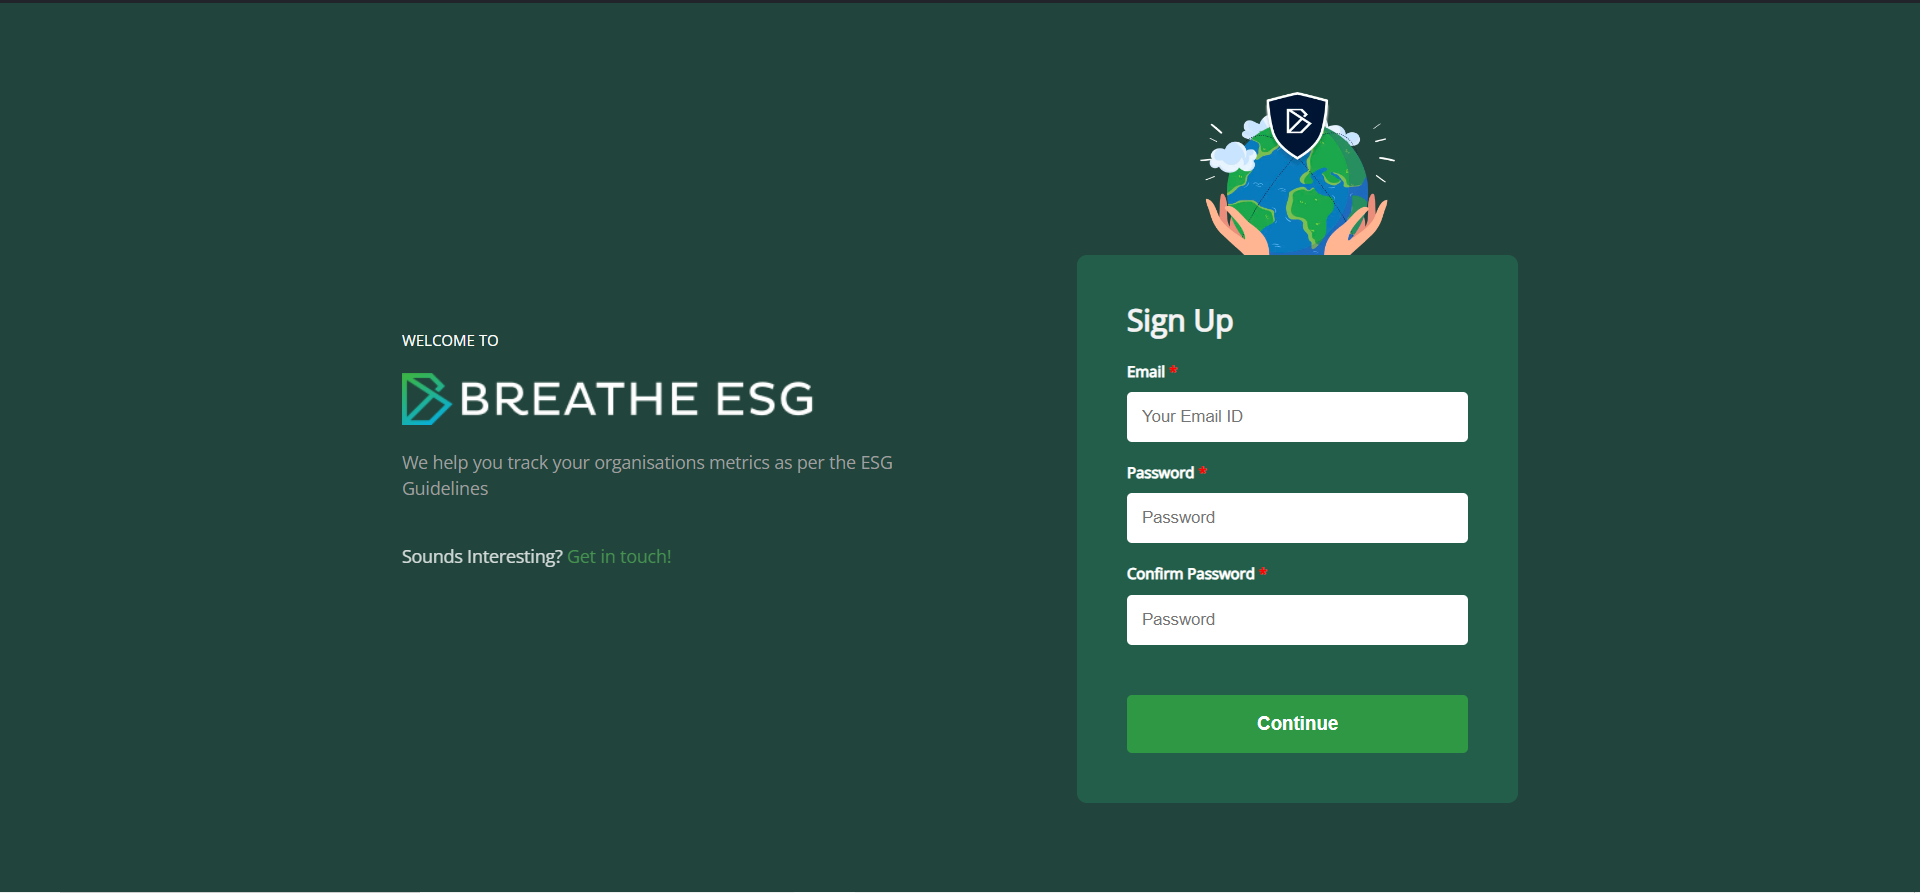 WELCOME TO
BREATHE ESG
We help you track your organisations metrics as per the ESG
Guidelines
Sounds Interesting? Get in touch!
Sign Up
Email *
Your Email ID
Password *
Password
Confirm Password *
Password
Continue